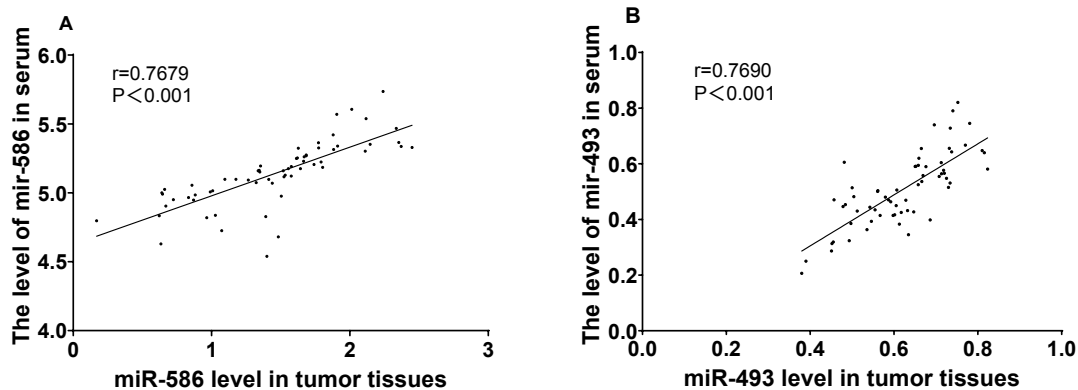 A
The level of mir-586 in serum
6.0
5.5
5.0
4.5
4.0
r=0.7679
P＜0.001
0
1
2
3
miR-586 level in tumor tissues
B
The level of mir-493 in serum
1.0
0.8
0.6
0.4
0.2
0.0
r=0.7690
P＜0.001
0.0
0.2
0.4
0.6
0.8
1.0
miR-493 level in tumor tissues